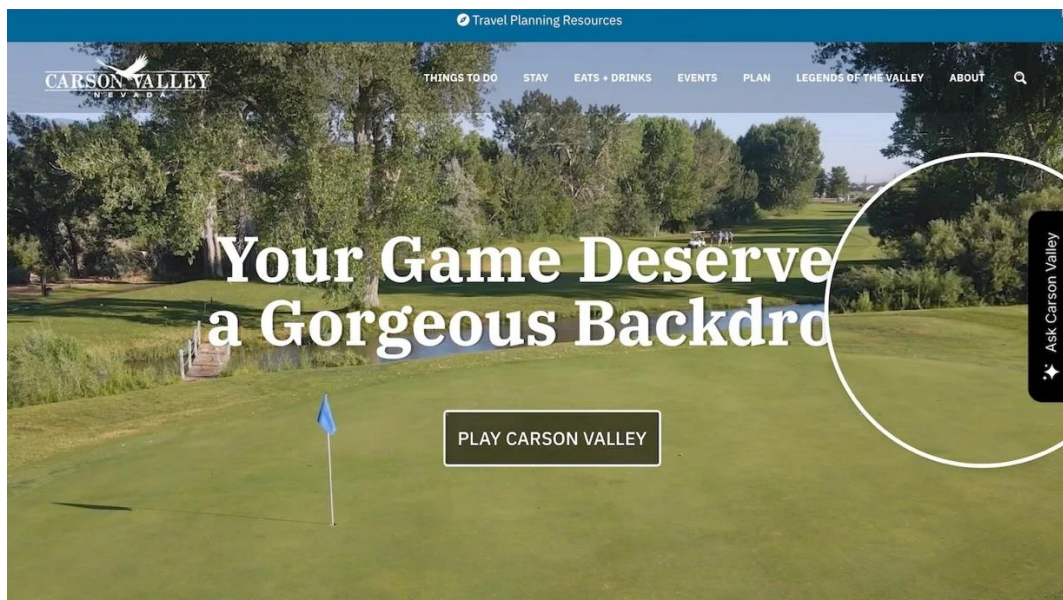 Travel Planning Resources
CARSON VALLEY
NEVADA
THINGS TO DO STAY EATS + DRINKS EVENTS PLAN LEGENDS OF THE VALLEY ABOUT
Your Game Deserve
a Gorgeous Backdro
PLAY CARSON VALLEY
Ask Carson Valley